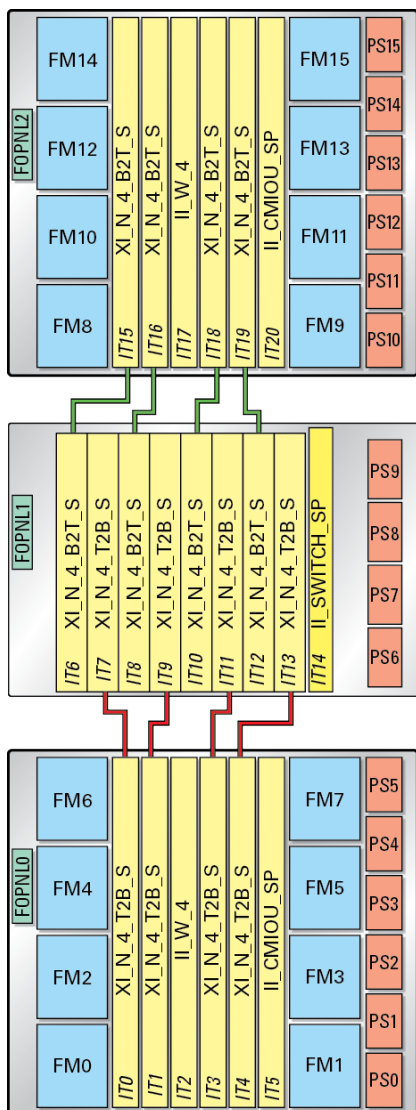 FOPNL2
FM14
FM12
FM10
FM8
XI_N_4_B2T_S
IT15
XI_N_4_B2T_S
IT16
II_W_4
IT17
XI_N_4_B2T_S
IT18
XI_N_4_B2T_S
IT19
II_CMIOU_SP
IT20
FM15
FM13
FM11
FM9
PS15
PS14
PS13
PS12
PS11
PS10
FOPNL1
XI_N_4_B2T_S
IT6
XI_N_4_T2B_S
IT7
XI_N_4_B2T_S
IT8
XI_N_4_T2B_S
IT9
XI_N_4_B2T_S
IT10
XI_N_4_T2B_S
IT11
XI_N_4_B2T_S
IT12
XI_N_4_T2B_S
IT13
II_SWITCH_SP
IT14
PS9
PS8
PS7
PS6
FOPNL0
FM6
FM4
FM2
FM0
XI_N_4_T2B_S
IT0
XI_N_4_T2B_S
IT1
II_W_4
IT2
XI_N_4_T2B_S
IT3
XI_N_4_T2B_S
IT4
II_CMIOU_SP
IT5
FM7
FM5
FM3
FM1
PS5
PS4
PS3
PS2
PS1
PS0